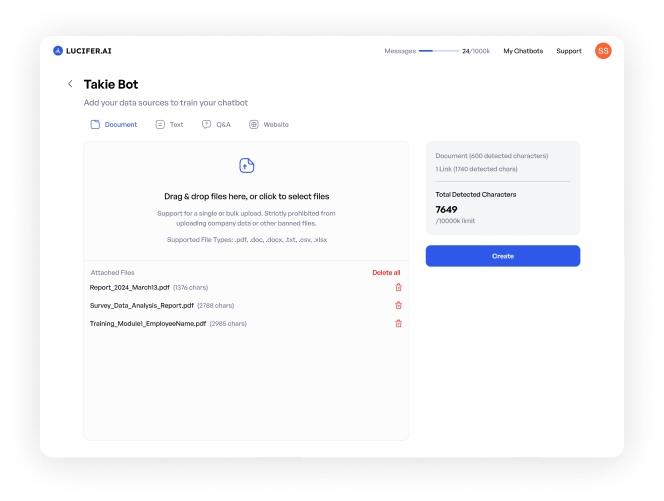 LUCIFER.AI
Messages 24/1000k My Chatbots Support SS
Takie Bot
Add your data sources to train your chatbot
Document Text Q&A Website
Drag & drop files here, or click to select files
Support for a single or bulk upload. Strictly prohibited from
uploading company data or other banned files.
Supported File Types: .pdf, .doc, .docx, .txt, .csv, .xlsx
Attached Files Delete all
Report_2024_March13.pdf (1376 chars)
Survey_Data_Analysis_Report.pdf (2788 chars)
Training_Module1_EmployeeName.pdf (2985 chars)
Document (600 detected characters)
1 Link (1740 detected chars)
Total Detected Characters
7649
/10000k limit
Create